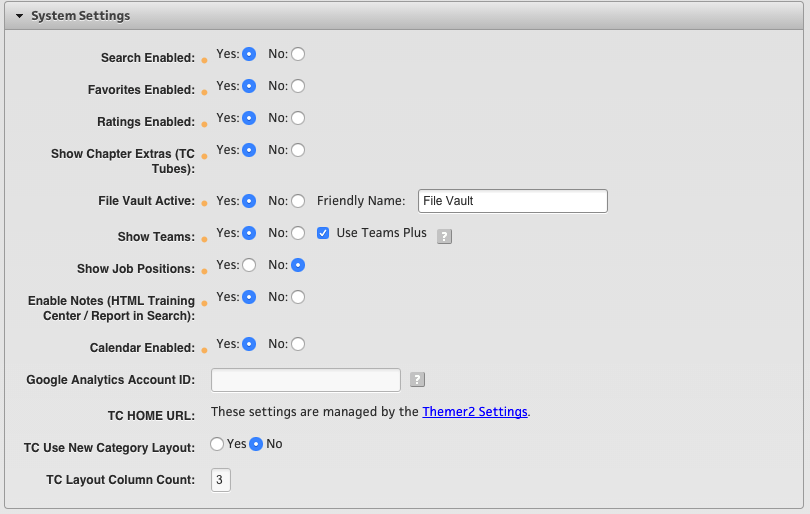 System Settings
Search Enabled: Yes: No:
Favorites Enabled: Yes: No:
Ratings Enabled: Yes: No:
Show Chapter Extras (TC Yes: No:
Tubes):
File Vault Active: Yes: No: Friendly Name: File Vault
Show Teams: Yes: No: Use Teams Plus ?
Show Job Positions: Yes: No:
Enable Notes (HTML Training Yes: No:
Center / Report in Search):
Calendar Enabled: Yes: No:
Google Analytics Account ID: ?
TC HOME URL: These settings are managed by the Themer2 Settings.
TC Use New Category Layout: Yes No
TC Layout Column Count: 3